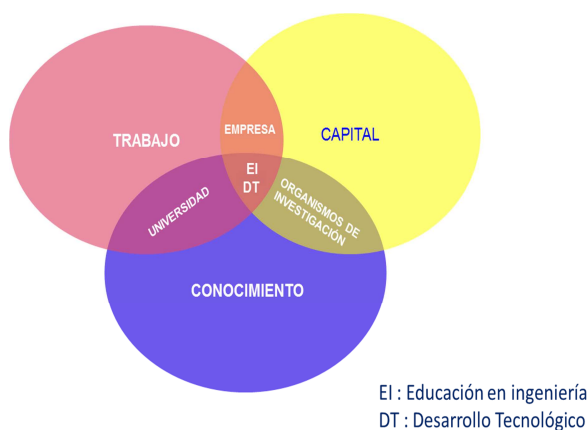 TRABAJO
EMPRESA
CAPITAL
EI
DT
UNIVERSIDAD
ORGANISMOS DE
INVESTIGACIÓN
CONOCIMIENTO
EI : Educación en ingeniería
DT : Desarrollo Tecnológico